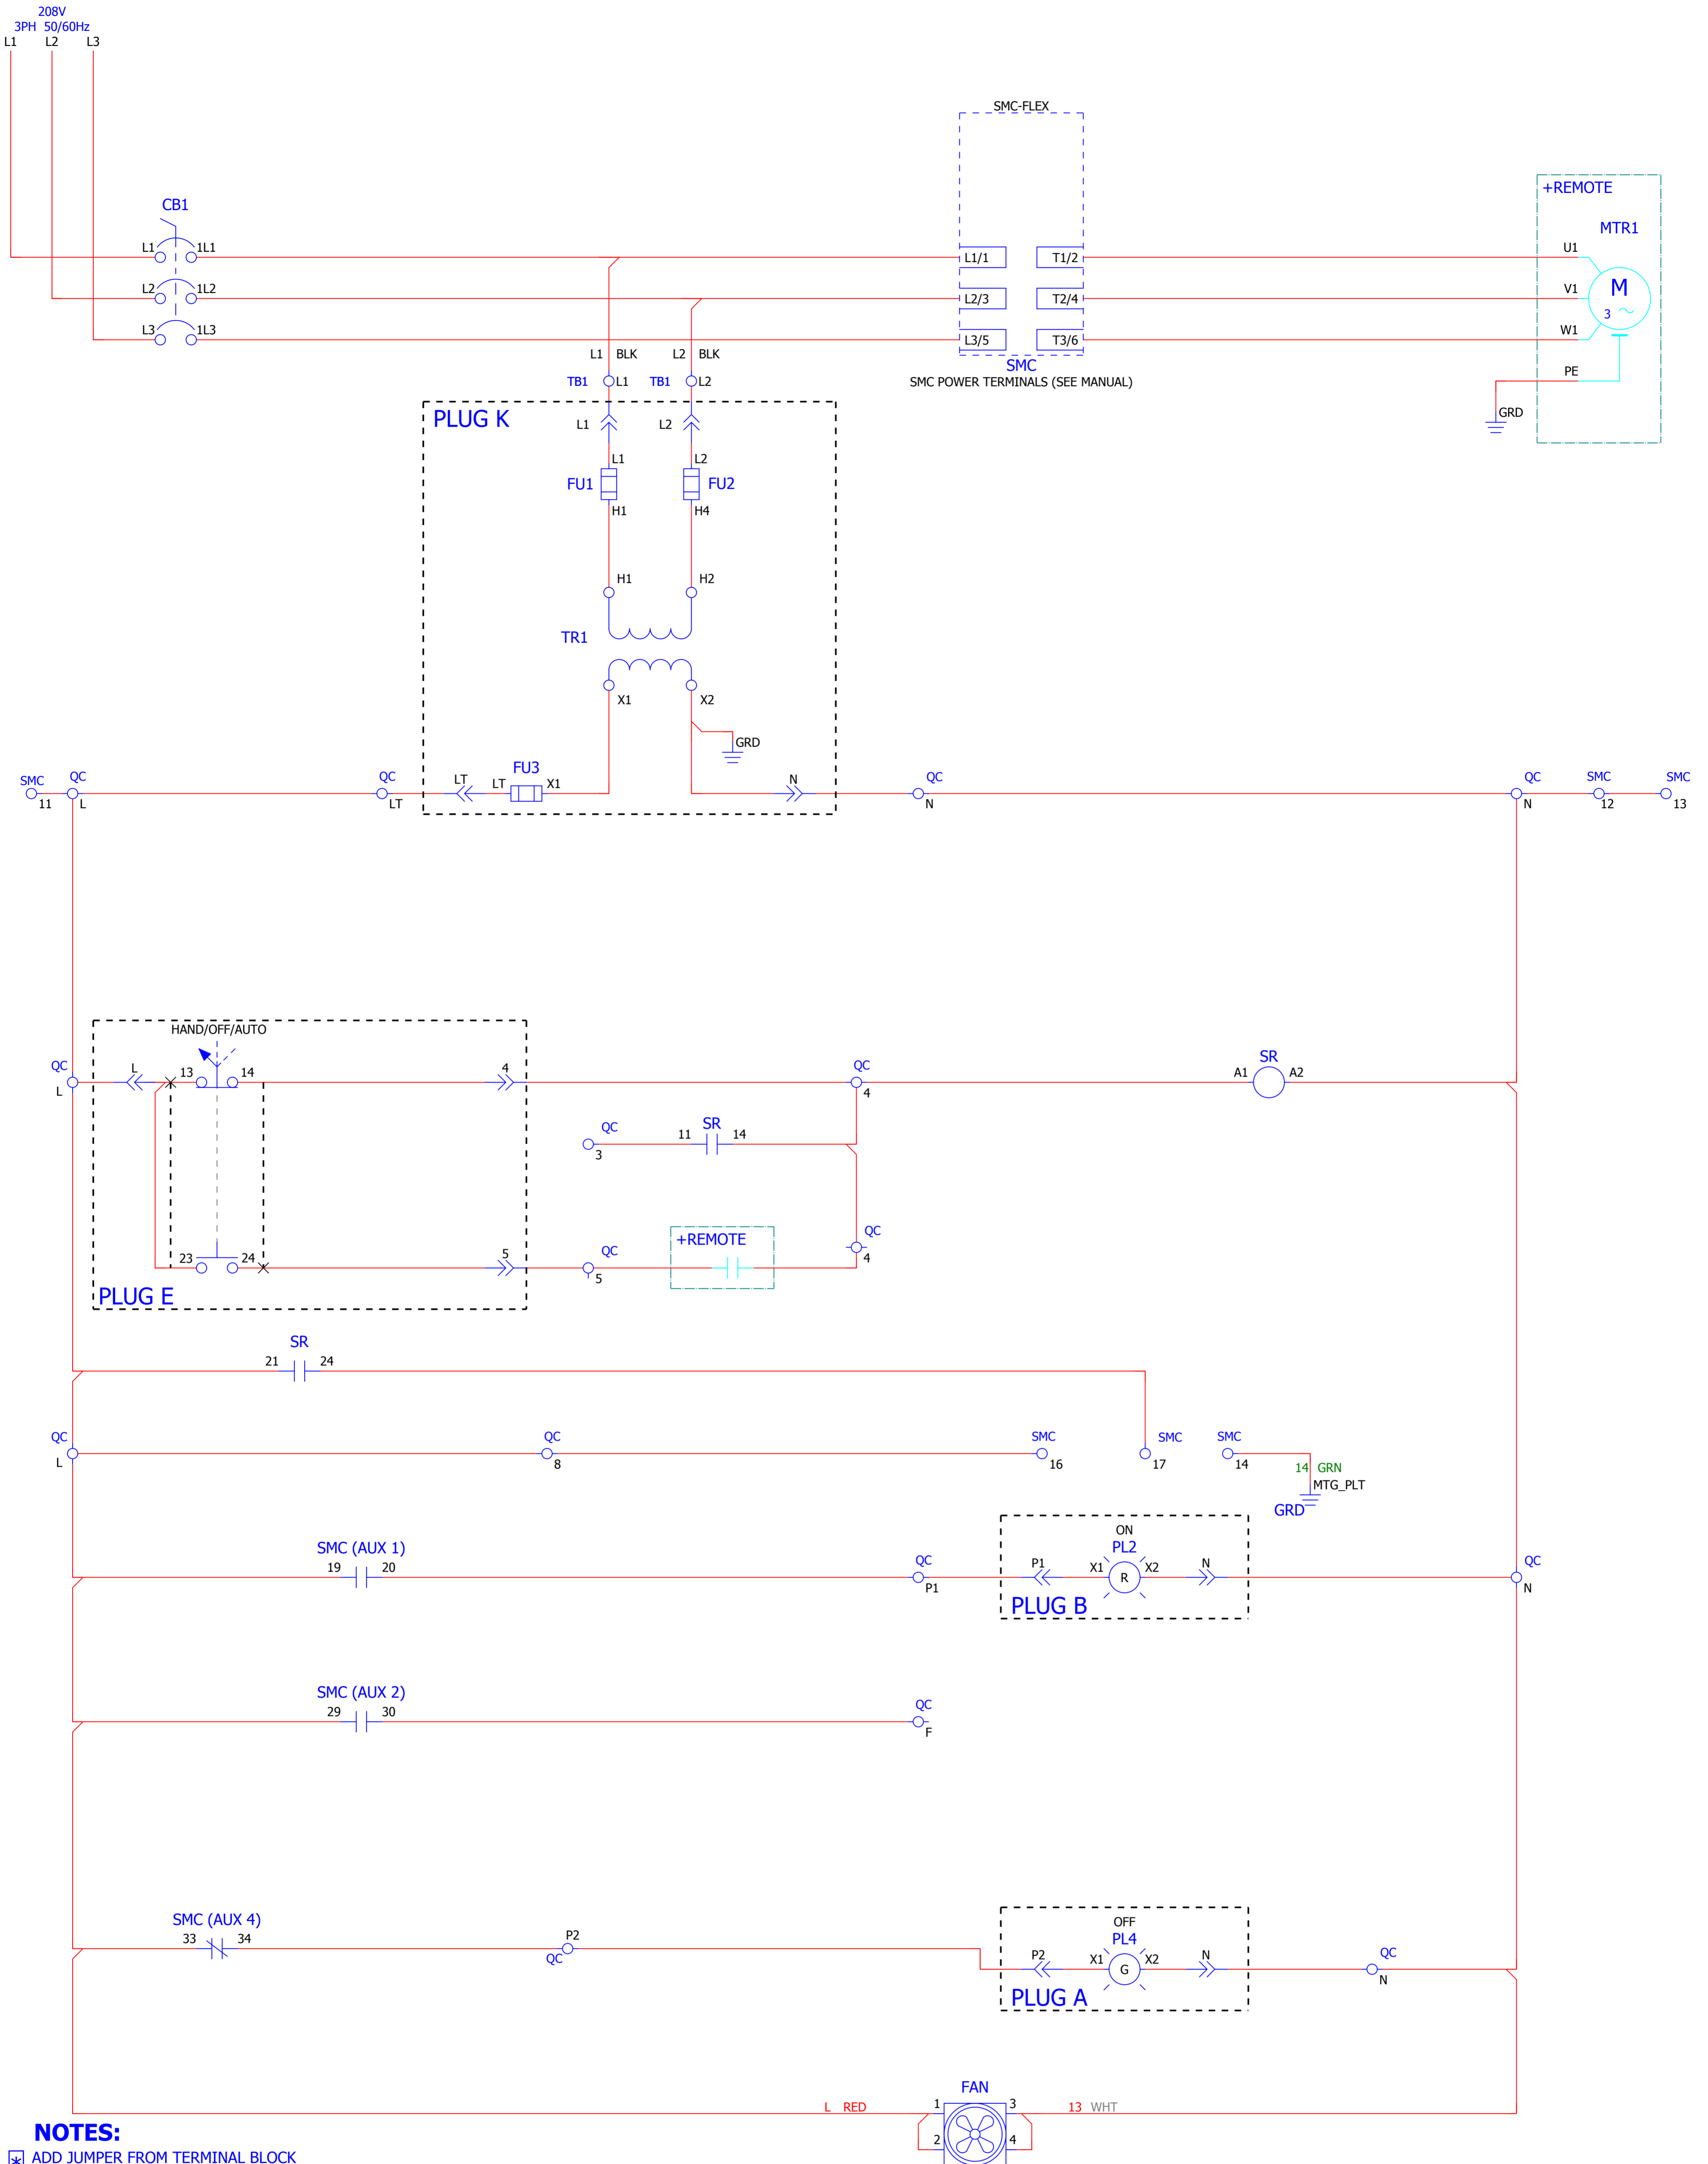 208V
3PH 50/60Hz
L1 L2 L3
SMC-FLEX
+REMOTE
CB1
MTR1
L1 1L1
L1/1 T1/2
U1
L2 1L2
L2/3 T2/4
V1
M
3
L3 1L3
L3/5 T3/6
W1
L1 BLK L2 BLK
SMC
SMC POWER TERMINALS (SEE MANUAL)
PE
TB1 L1 TB1 L2
GRD
PLUG K
L1 L2
L1 L2
FU1 FU2
H1 H4
H1 H2
TR1
X1 X2
GRD
SMC QC QC LT LT FU3 X1 N QC QC SMC SMC
11 L LT N N 12 13
HAND/OFF/AUTO
QC L 13 14 4 QC SR
L 4 A1 A2
QC 11 SR 14
3
+REMOTE QC
4
23 24 5 QC
5
PLUG E
SR
21 24
QC QC SMC SMC SMC
L 8 16 17 14
14 GRN
MTG_PLT
GRD
ON
SMC (AUX 1) PL2
19 20 QC P1 X1 R X2 N QC
P1 N
PLUG B
SMC (AUX 2)
29 30 QC
F
OFF
SMC (AUX 4) PL4
33 34 P2 P2 X1 G X2 N QC
QC N
PLUG A
FAN
L RED 1 3 13 WHT
2 4
NOTES:
* ADD JUMPER FROM TERMINAL BLOCK